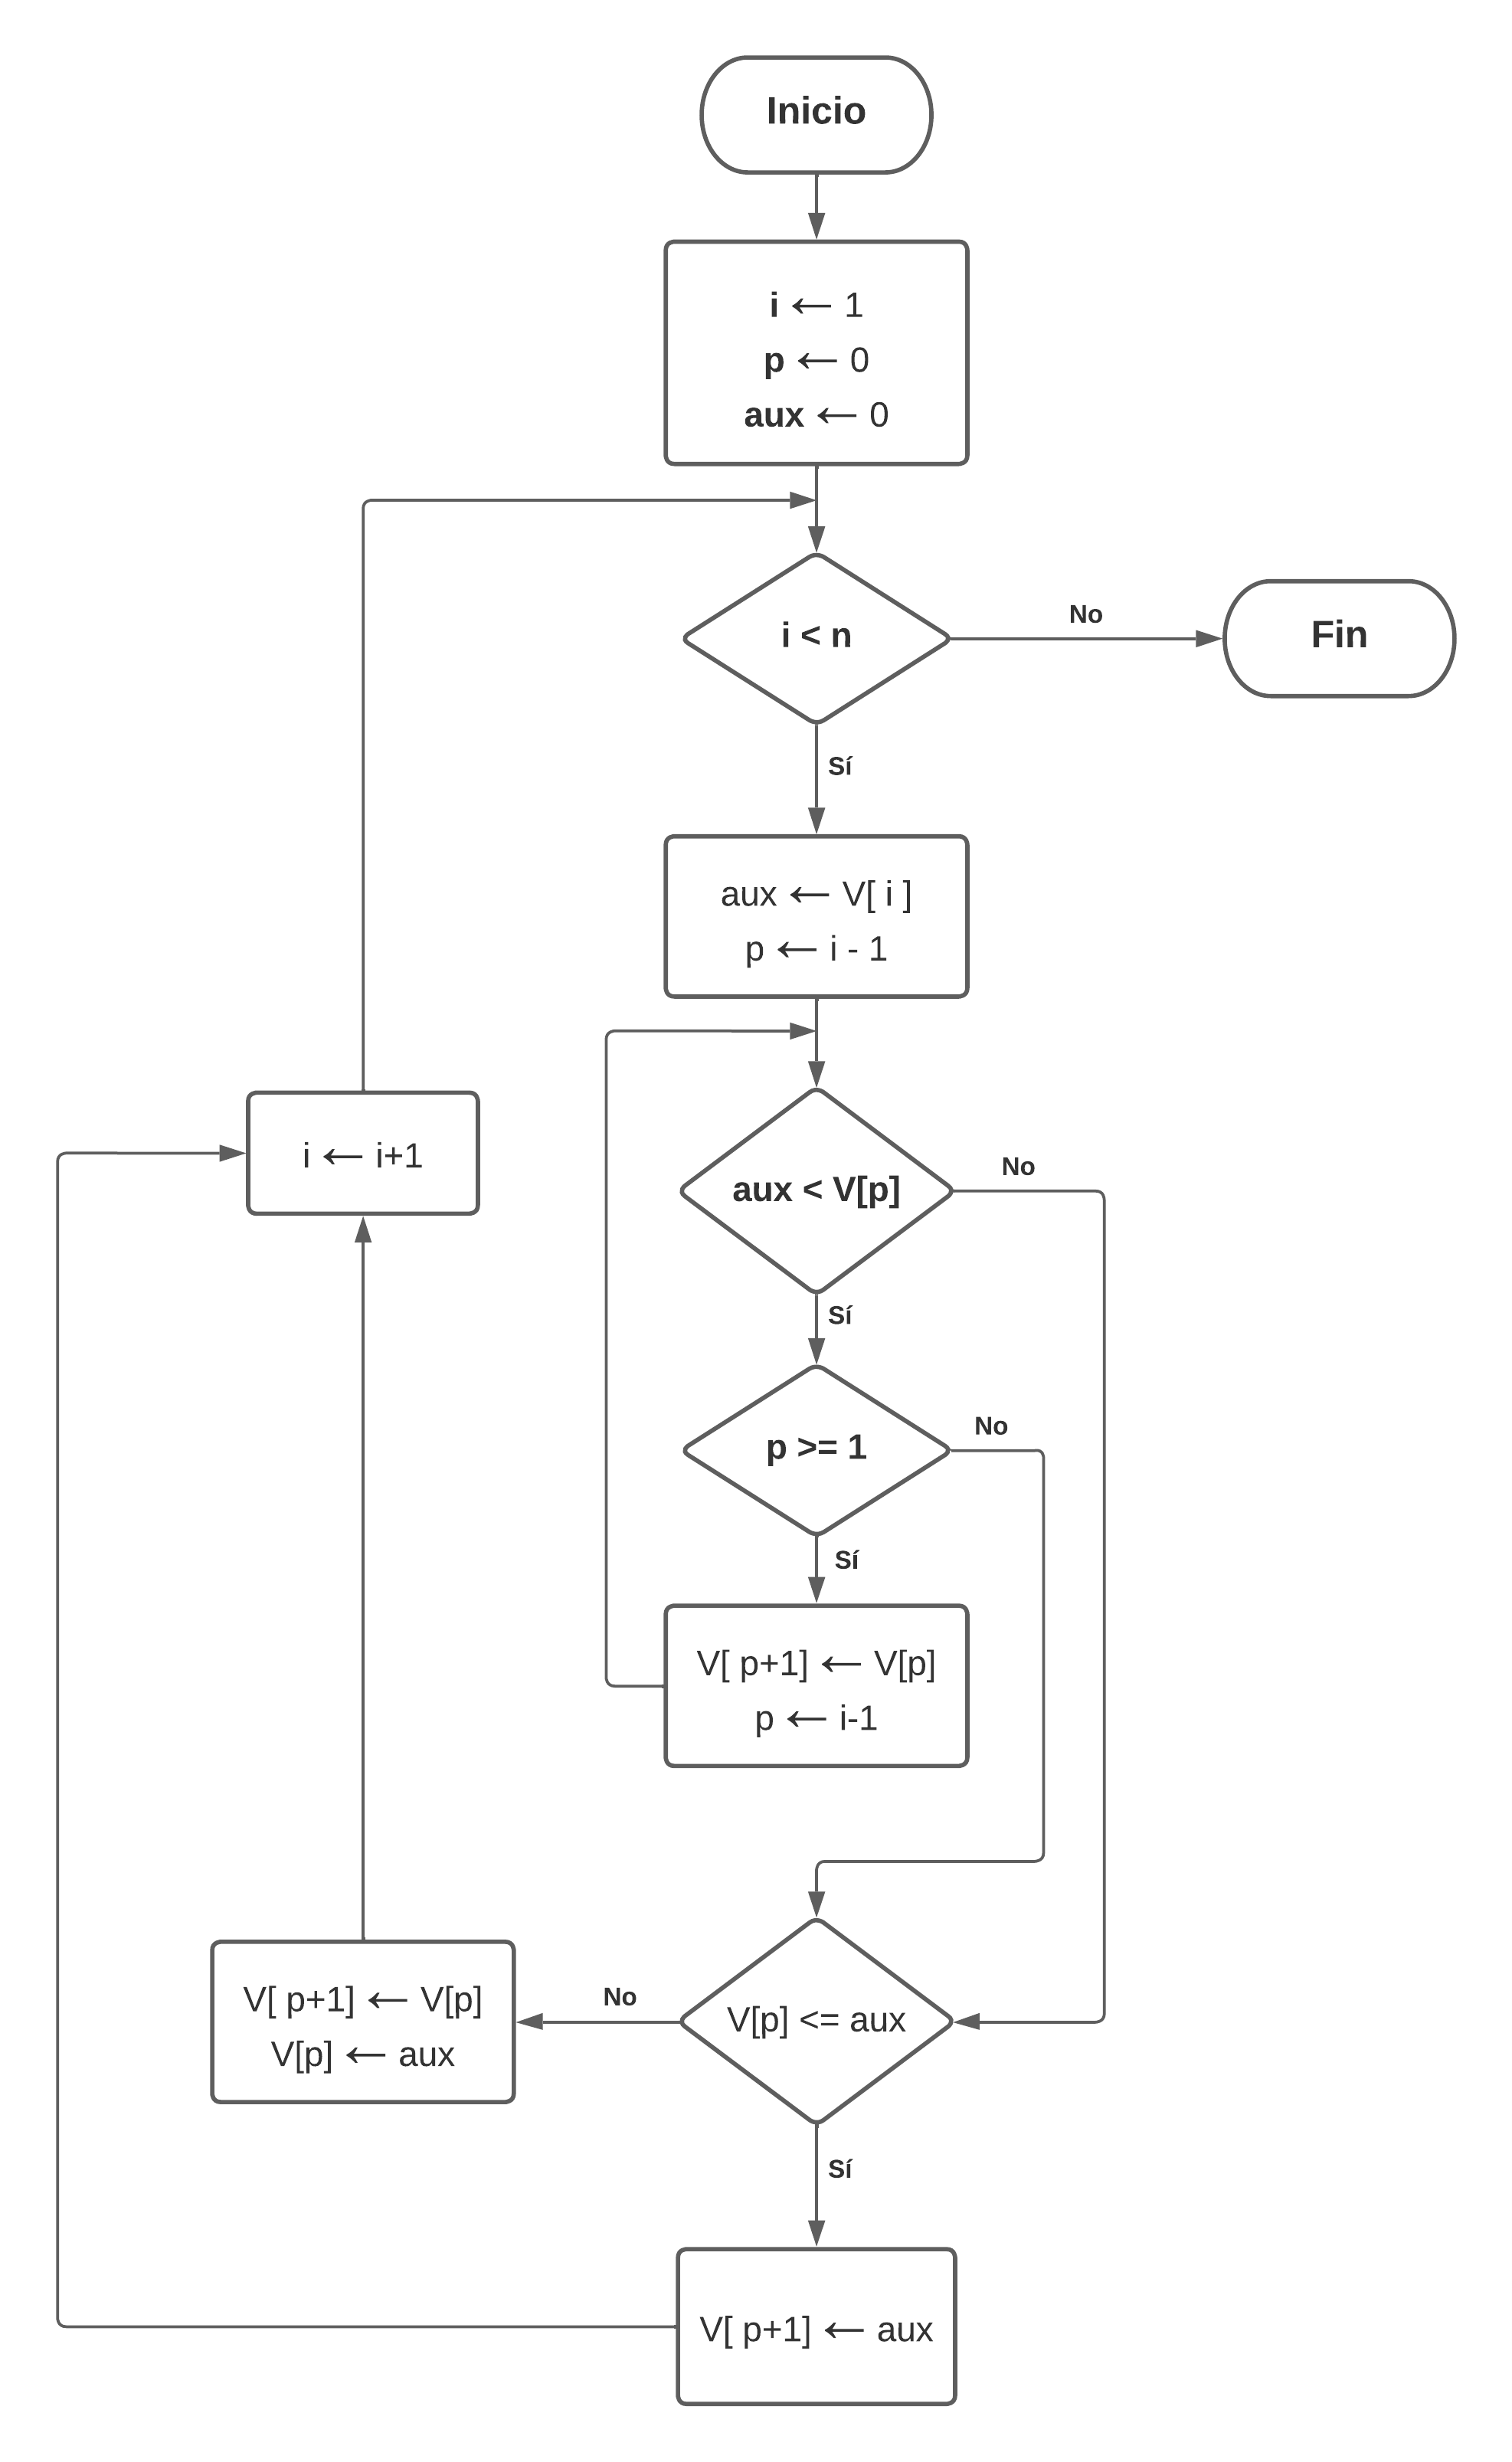 Inicio
i ← 1
p ← 0
aux ← 0
i < n
No
Fin
Sí
aux ← V[ i ]
p ← i - 1
i ← i+1
aux < V[p]
No
Sí
p >= 1
No
Sí
V[ p+1] ← V[p]
p ← i-1
V[p] <= aux
No
V[ p+1] ← V[p]
V[p] ← aux
Sí
V[ p+1] ← aux